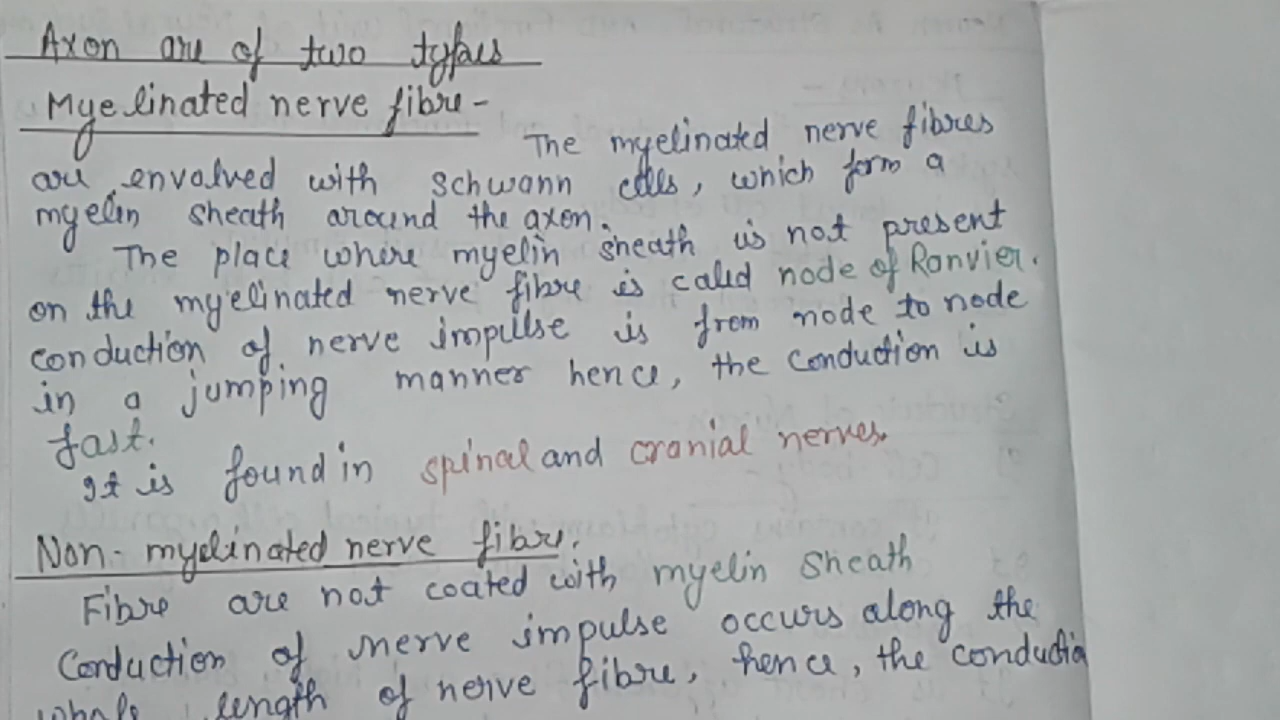 Axon are of two types
Myelinated nerve fibre-
The myelinated nerve fibres
are envolved with Schwann cells, which form a
myelin sheath around the axon.
The place where myelin sheath is not present
on the myelinated nerve fibre is called node of Ranvier.
conduction of nerve impulse is from node to node
in a jumping manner hence, the conduction is
fast.
It is found in spinal and cranial nerves.
Non-myelinated nerve fibre.
Fibre are not coated with myelin sheath
Conduction of nerve impulse occurs along the
whole length of nerve fibre, hence, the conductio